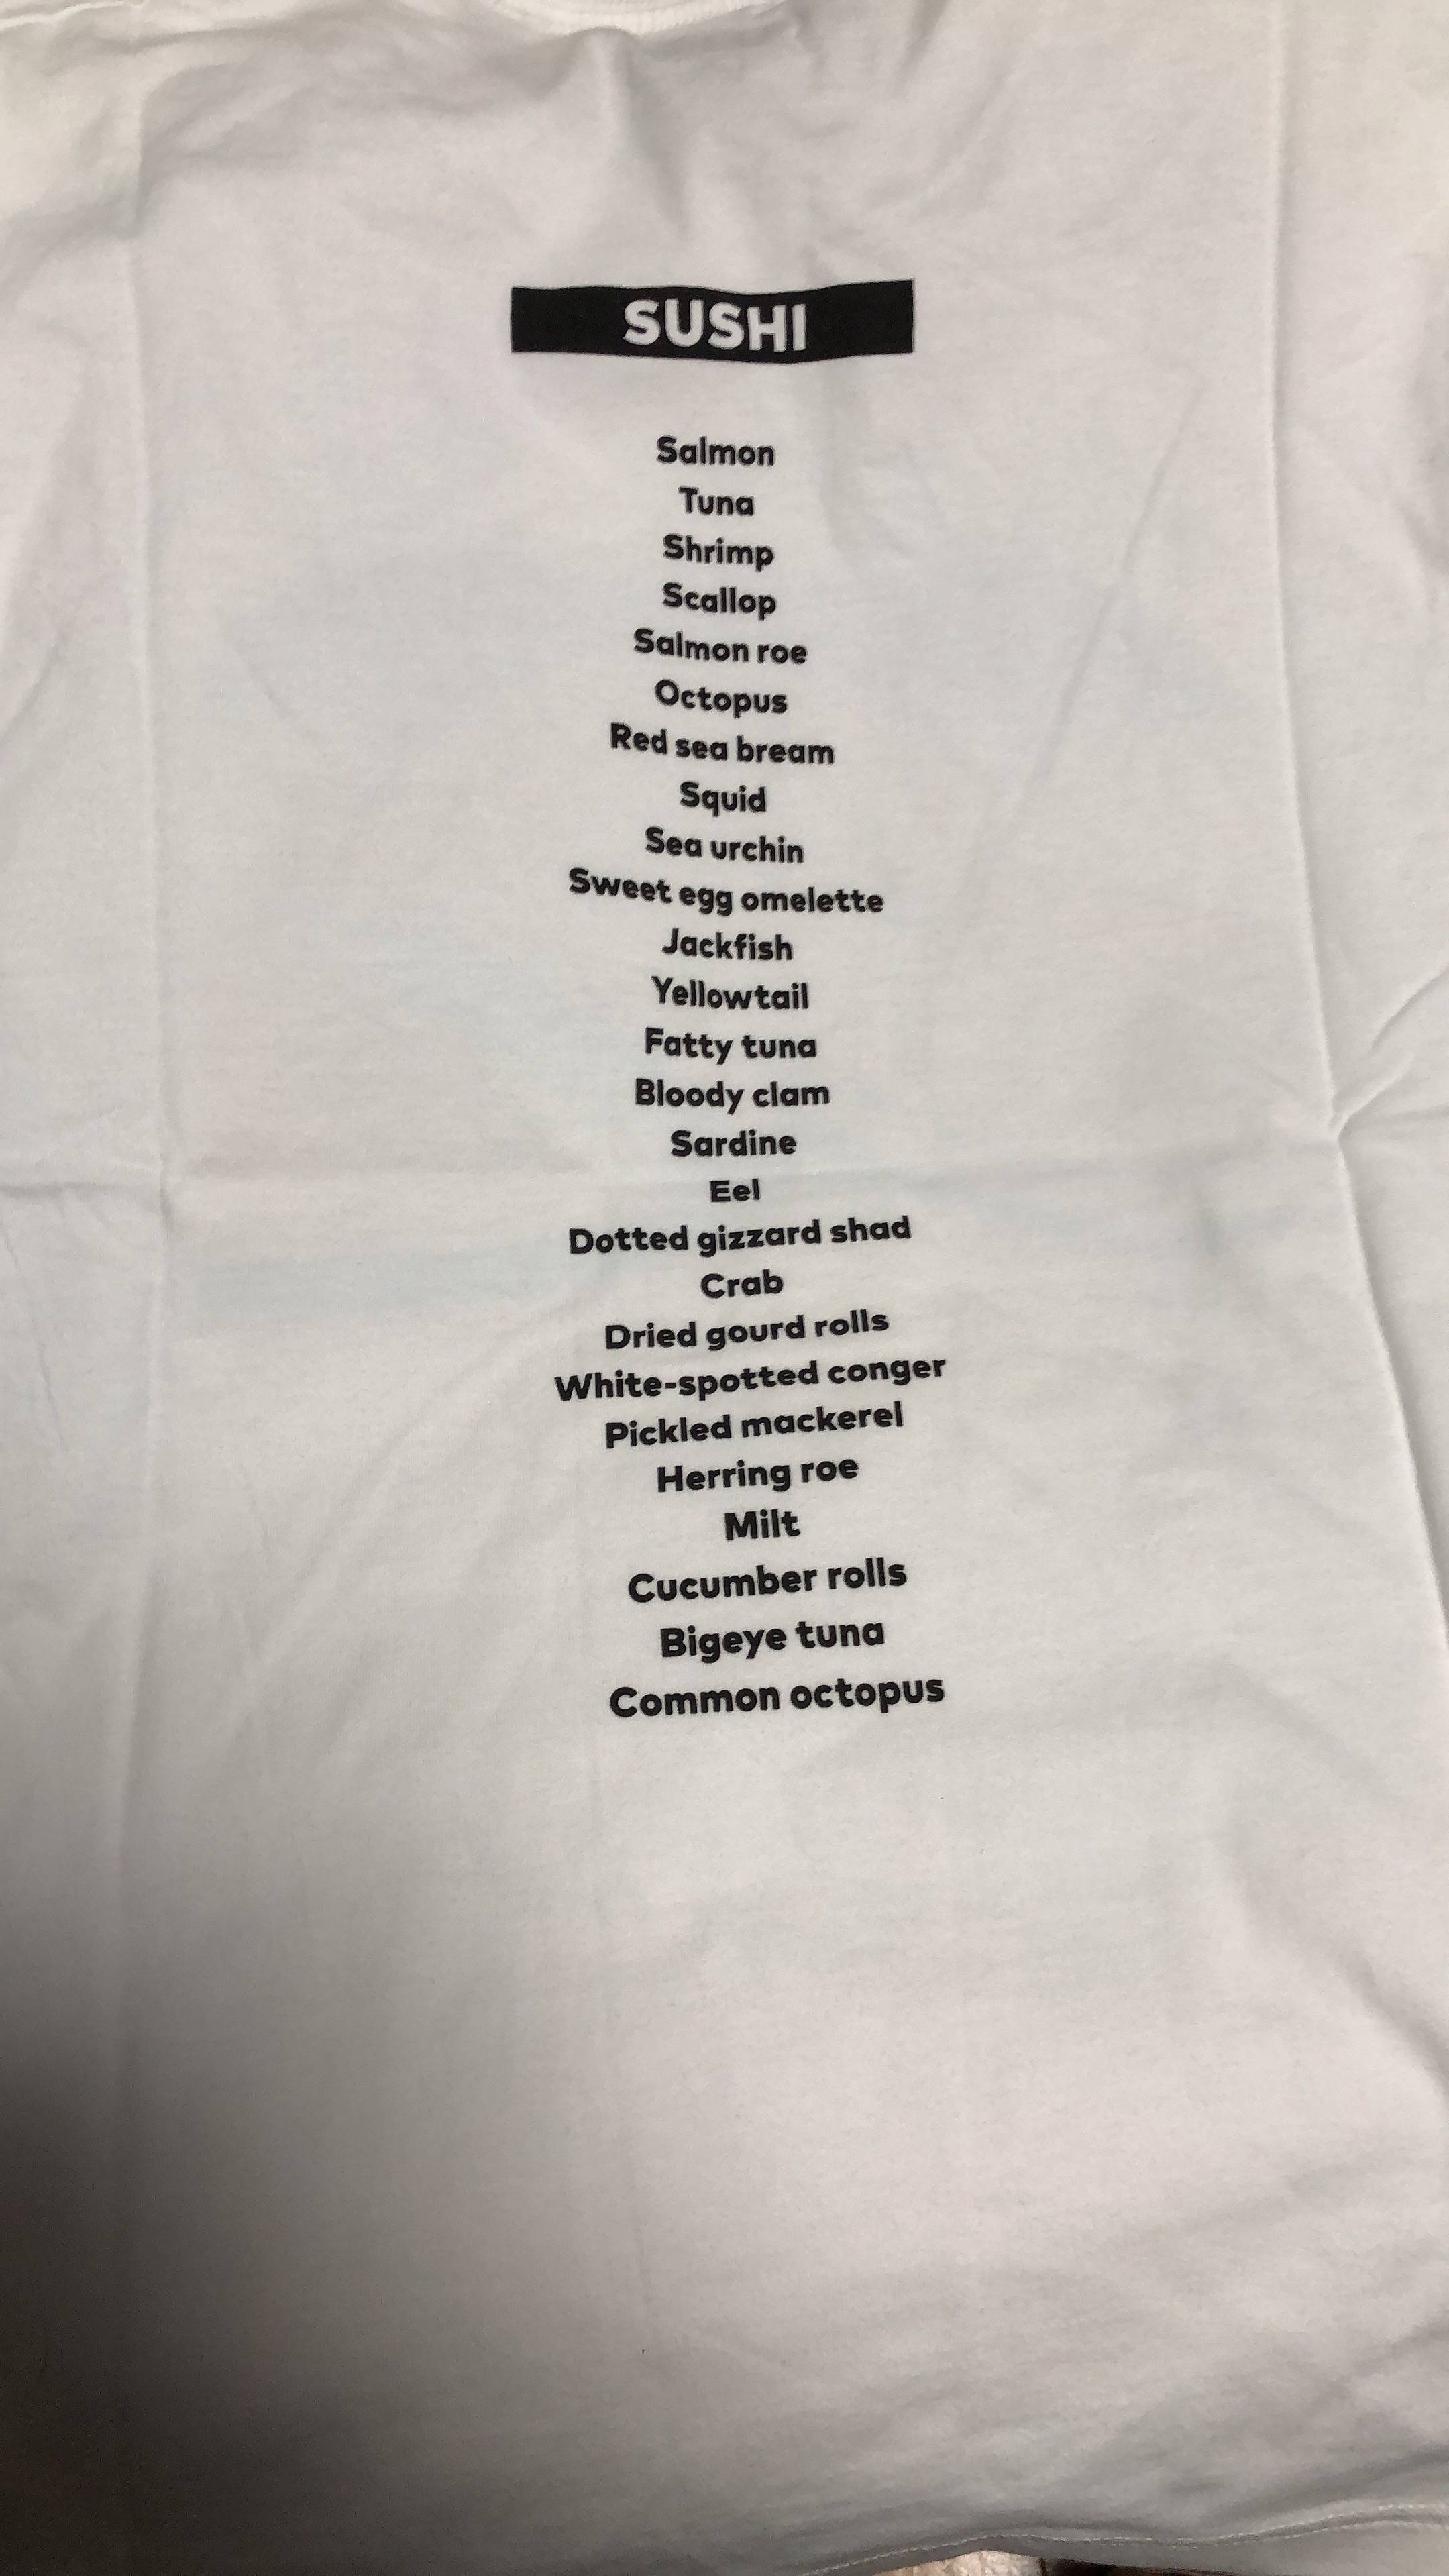 SUSHI
Salmon
Tuna
Shrimp
Scallop
Salmon roe
Octopus
Red sea bream
Squid
Sea urchin
Sweet egg omelette
Jackfish
Yellowtail
Fatty tuna
Bloody clam
Sardine
Eel
Dotted gizzard shad
Crab
Dried gourd rolls
White-spotted conger
Pickled mackerel
Herring roe
Milt
Cucumber rolls
Bigeye tuna
Common octopus